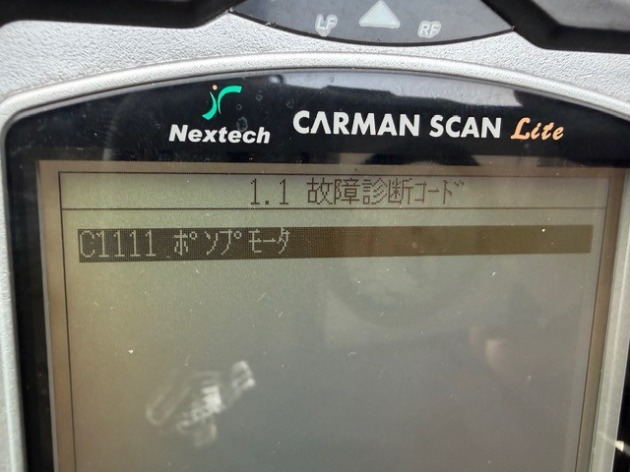 LF RF
Nextech CARMAN SCAN Lite
1.1 故障診断ｺｰﾄﾞ
C1111 ﾎﾟﾝﾌﾟﾓｰﾀ